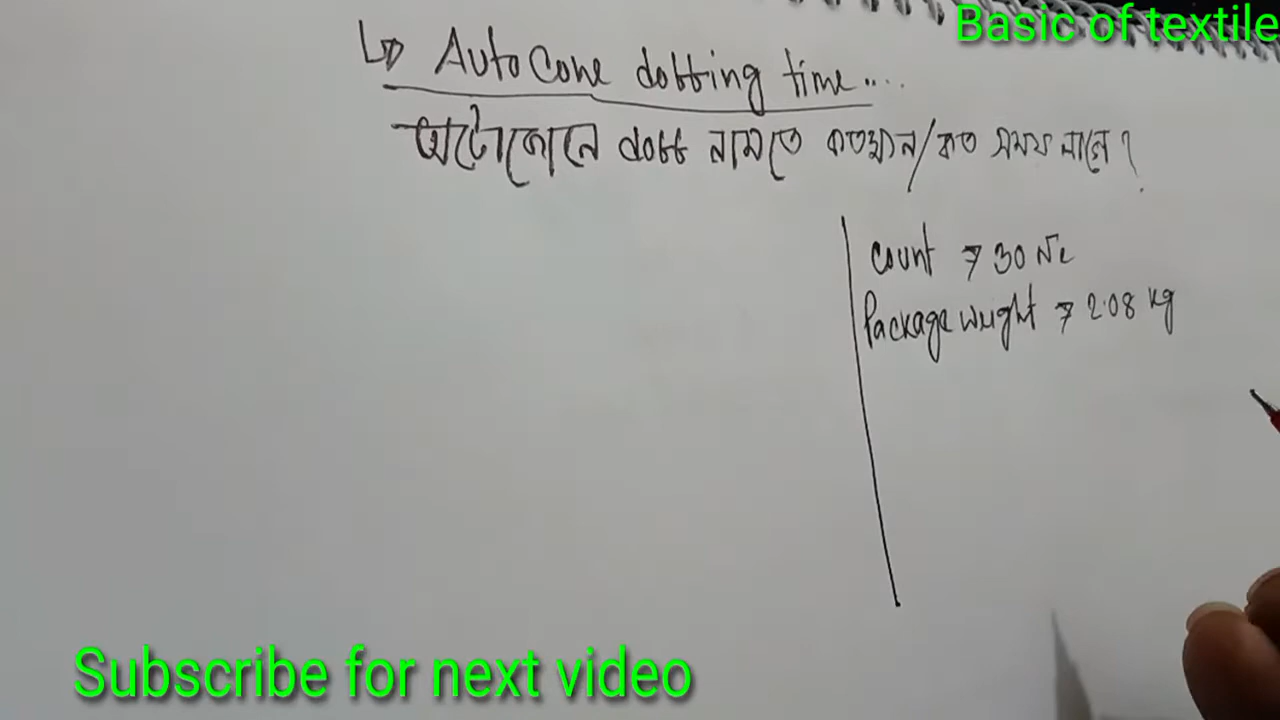 Basic of textile
↳ AutoCone doffing time....
অটোকোনে doff নামতে কতক্ষন/কত সময় লাগে?
Count → 30 Ne
Package weight → 2.08 kg
Subscribe for next video